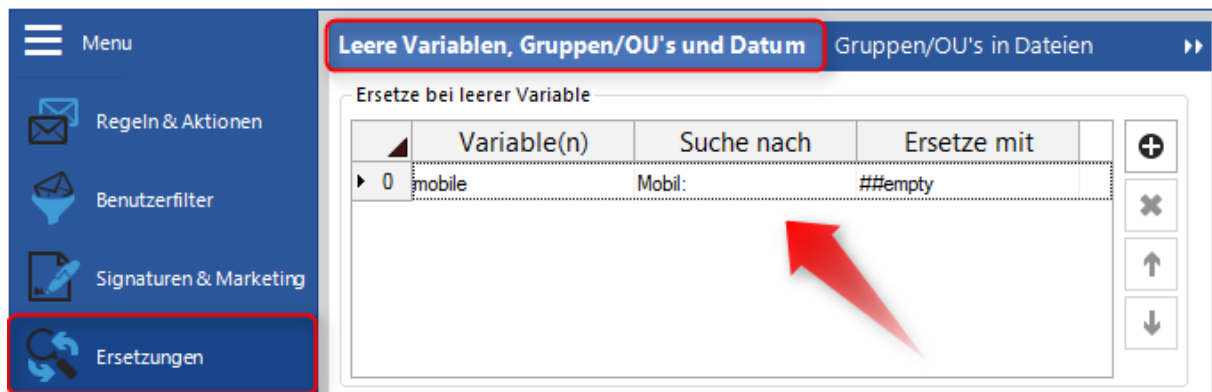 Menu
Regeln & Aktionen
Benutzerfilter
Signaturen & Marketing
Ersetzungen
Leere Variablen, Gruppen/OU's und Datum
Gruppen/OU's in Dateien
Ersetze bei leerer Variable
Variable(n) Suche nach Ersetze mit
0 mobile Mobil: ##empty